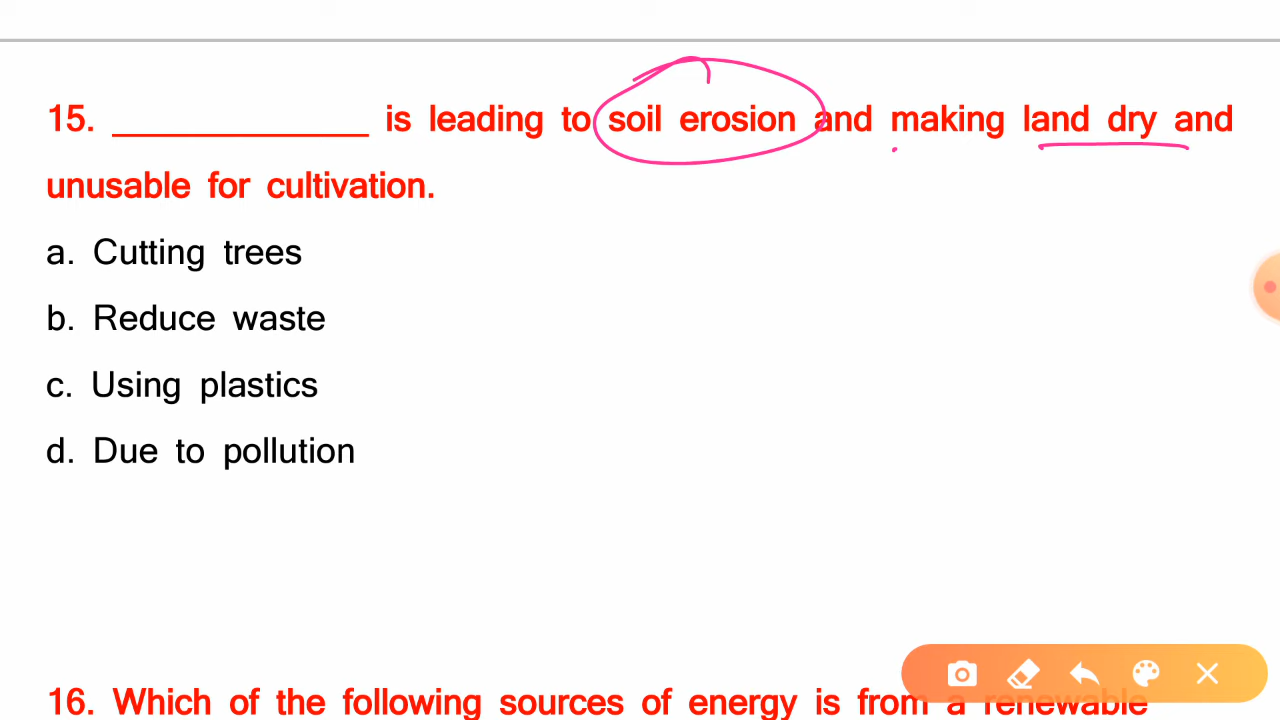 15. ______________ is leading to soil erosion and making land dry and
unusable for cultivation.
a. Cutting trees
b. Reduce waste
c. Using plastics
d. Due to pollution
16. Which of the following sources of energy is from a renewable